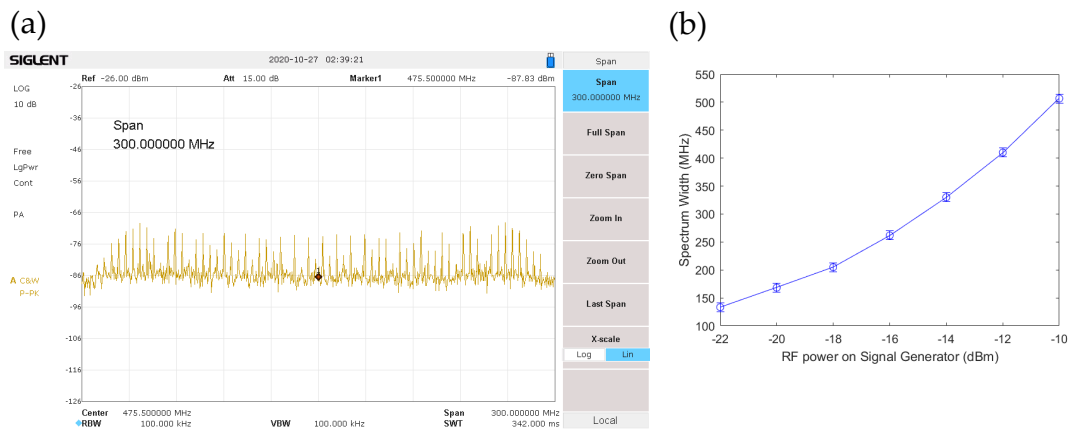 (a)
SIGLENT 2020-10-27 02:39:21
Ref -26.00 dBm Att 15.00 dB Marker1 475.500000 MHz -87.83 dBm
LOG
10 dB
Free
LgPwr
Cont
PA
A C&W
P-PK
-26
-36
-46
-56
-66
-76
-86
-96
-106
-116
-126
Span
300.000000 MHz
1
Center 475.500000 MHz Span 300.000000 MHz
RBW 100.000 kHz VBW 100.000 kHz SWT 342.000 ms
Span
Span
300.000000 MHz
Full Span
Zero Span
Zoom In
Zoom Out
Last Span
X-scale
Log Lin
Local
(b)
Spectrum Width (MHz)
550
500
450
400
350
300
250
200
150
100
-22 -20 -18 -16 -14 -12 -10
RF power on Signal Generator (dBm)